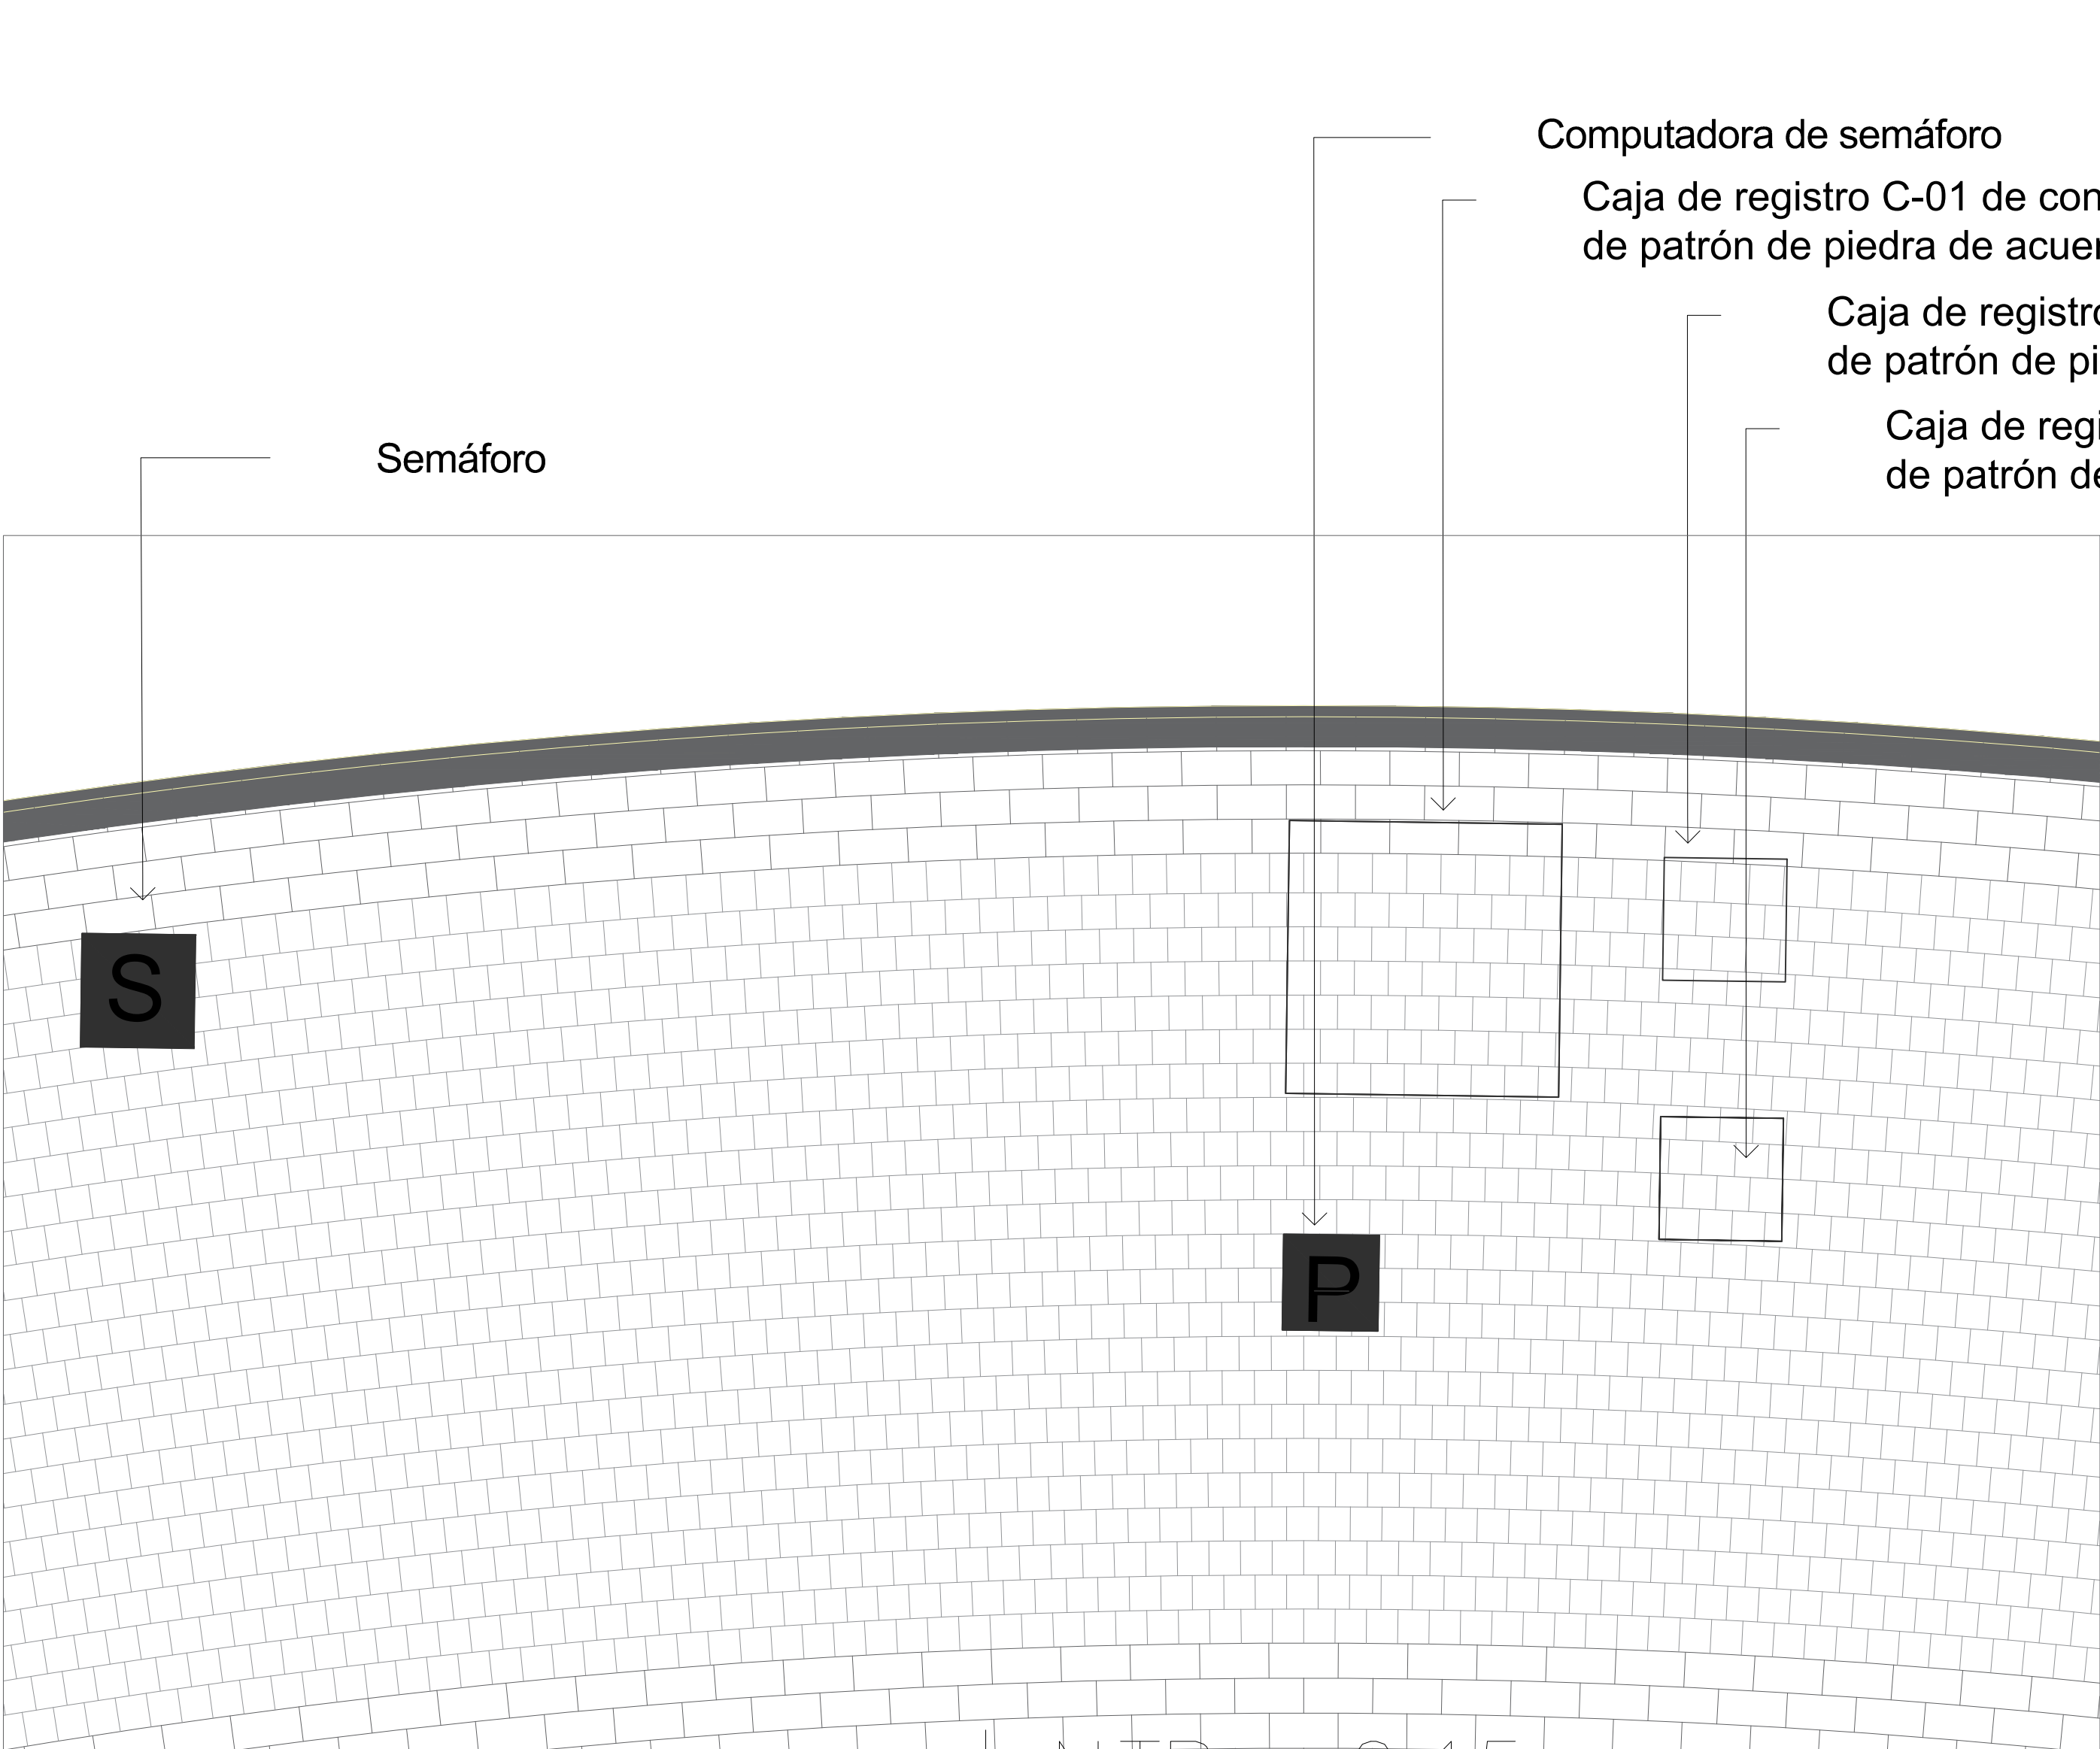 Computadora de semáforo
Caja de registro C-01 de con
de patrón de piedra de acuer
Caja de registro
de patrón de pi
Caja de regi
de patrón de
Semáforo
S
P